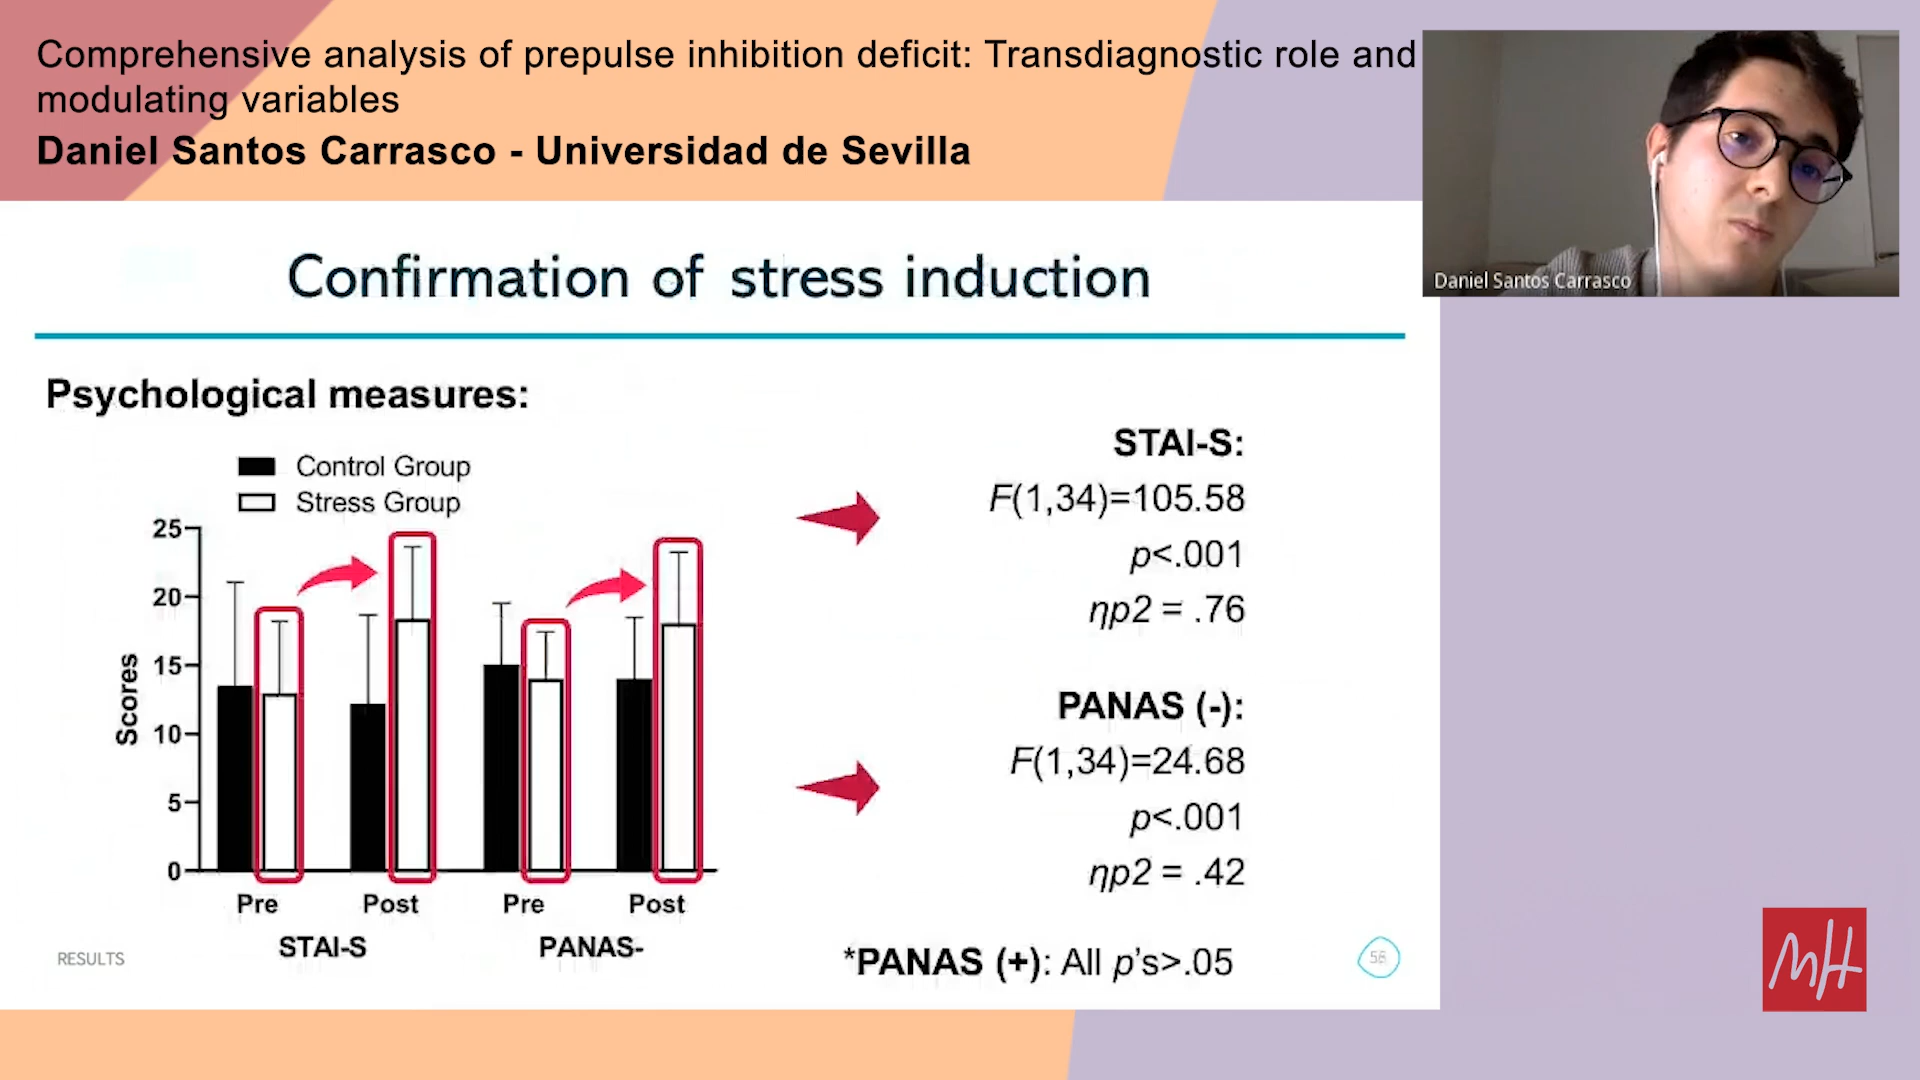 Comprehensive analysis of prepulse inhibition deficit: Transdiagnostic role and
modulating variables
Daniel Santos Carrasco - Universidad de Sevilla
Daniel Santos Carrasco
Confirmation of stress induction
Psychological measures:
Control Group
Stress Group
25
20
15
10
5
0
Scores
Pre
Post
Pre
Post
STAI-S
PANAS-
STAI-S:
F(1,34)=105.58
p<.001
ηp2 = .76
PANAS (-):
F(1,34)=24.68
p<.001
ηp2 = .42
*PANAS (+): All p's>.05
RESULTS
MH